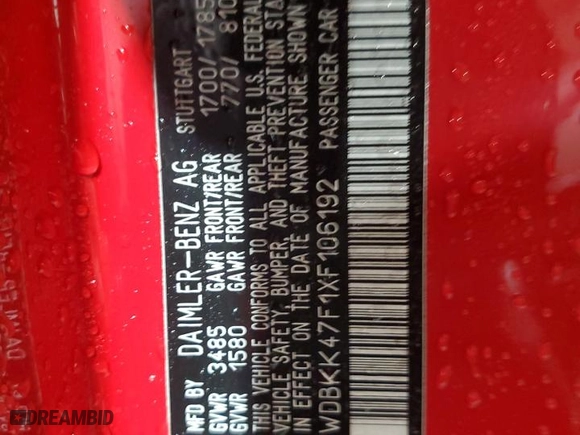 MFD BY DAIMLER-BENZ AG STUTTGART
GVWR 3485 GAWR FRONT/REAR 1700/1785
GVWR 1580 GAWR FRONT/REAR 770/ 810
THIS VEHICLE CONFORMS TO ALL APPLICABLE U.S. FEDERAL
VEHICLE SAFETY, BUMPER, AND THEFT PREVENTION STA
IN EFFECT ON THE DATE OF MANUFACTURE SHOWN
WDBKK47F1XF106192 PASSENGER CAR
DREAMBID